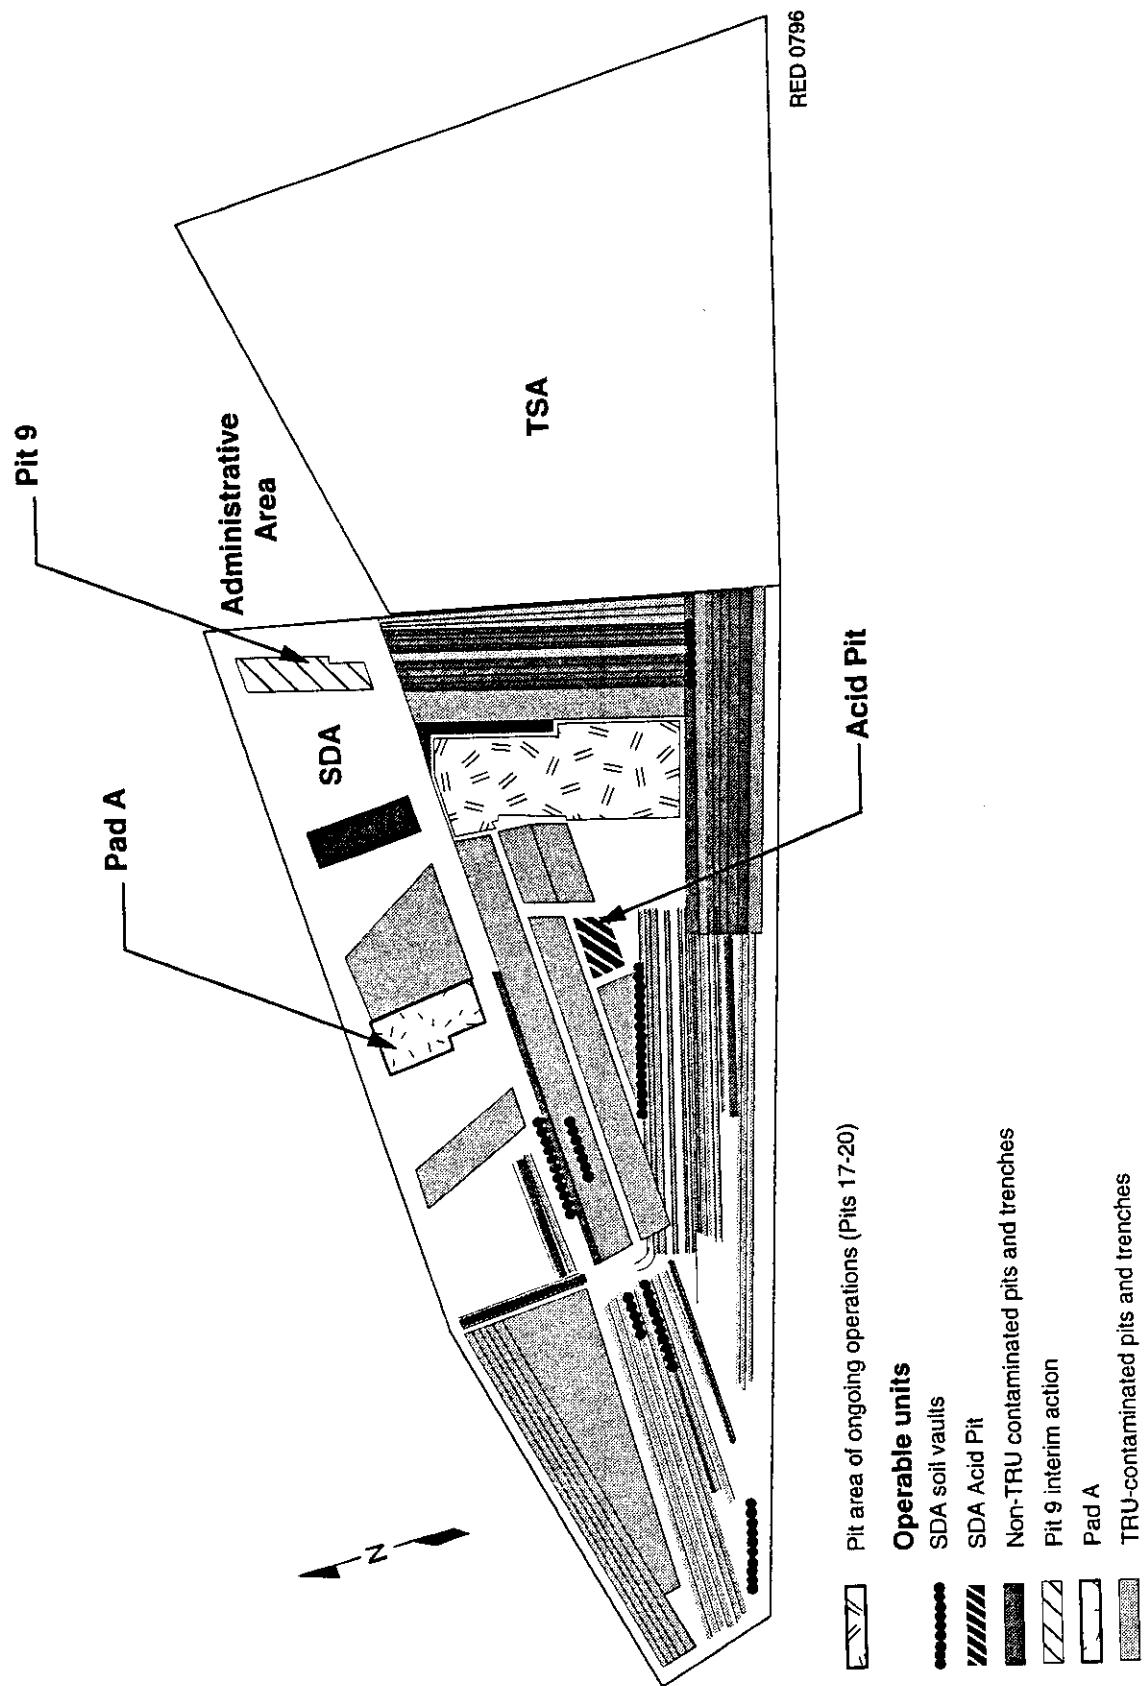 Pit 9
Pad A
Administrative
Area
SDA
TSA
Acid Pit
N
Pit area of ongoing operations (Pits 17-20)
Operable units
SDA soil vaults
SDA Acid Pit
Non-TRU contaminated pits and trenches
Pit 9 interim action
Pad A
TRU-contaminated pits and trenches
RED 0796